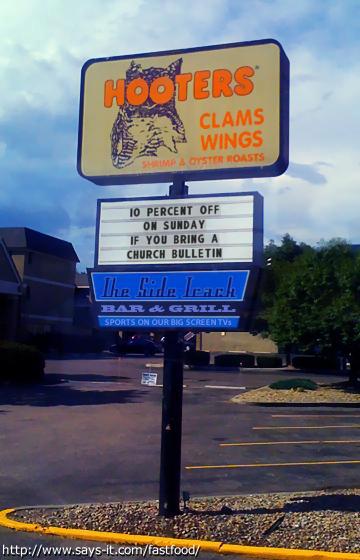 HOOTERS®
CLAMS
WINGS
SHRIMP & OYSTER ROASTS
10 PERCENT OFF
ON SUNDAY
IF YOU BRING A
CHURCH BULLETIN
The Side Track
BAR & GRILL
SPORTS ON OUR BIG SCREEN TVs
http://www.says-it.com/fastfood/